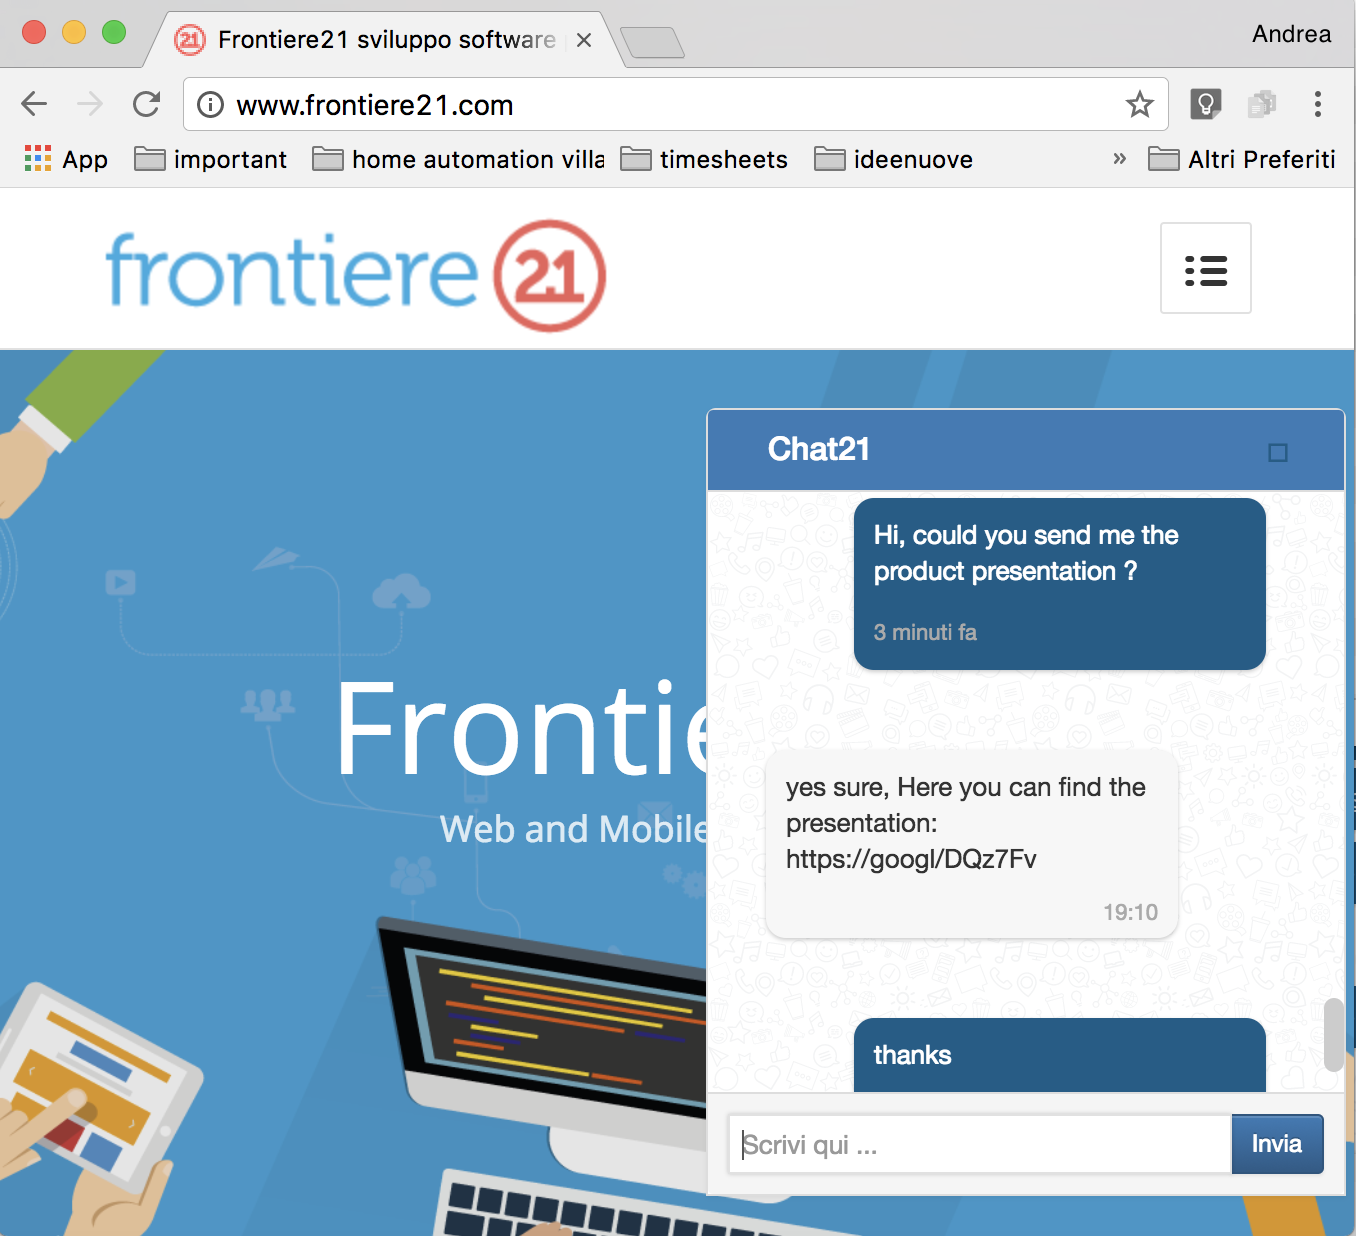 Frontiere21 sviluppo software
Andrea
www.frontiere21.com
App
important
home automation villa
timesheets
ideenuove
»
Altri Preferiti
frontiere 21
Chat21
Hi, could you send me the
product presentation ?
3 minuti fa
Frontie
Web and Mobile
yes sure, Here you can find the
presentation:
https://googl/DQz7Fv
19:10
thanks
Scrivi qui ...
Invia